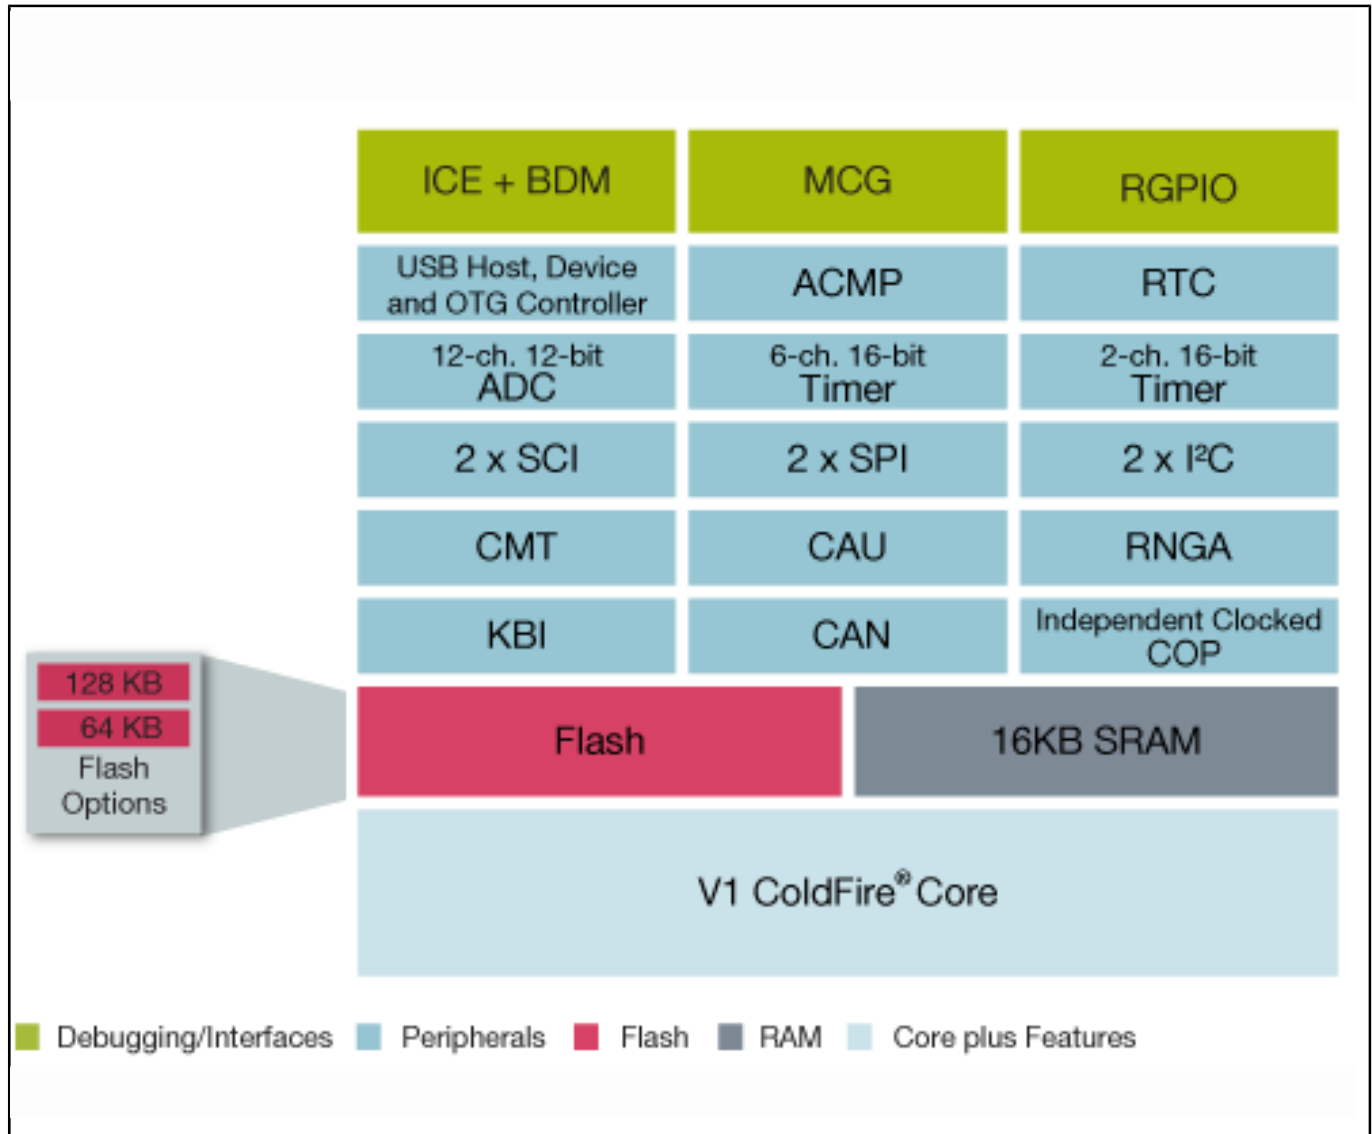 ICE + BDM
MCG
RGPIO
USB Host, Device
and OTG Controller
ACMP
RTC
12-ch. 12-bit
ADC
6-ch. 16-bit
Timer
2-ch. 16-bit
Timer
2 x SCI
2 x SPI
2 x I²C
CMT
CAU
RNGA
KBI
CAN
Independent Clocked
COP
128 KB
64 KB
Flash
Options
Flash
16KB SRAM
V1 ColdFire® Core
Debugging/Interfaces
Peripherals
Flash
RAM
Core plus Features